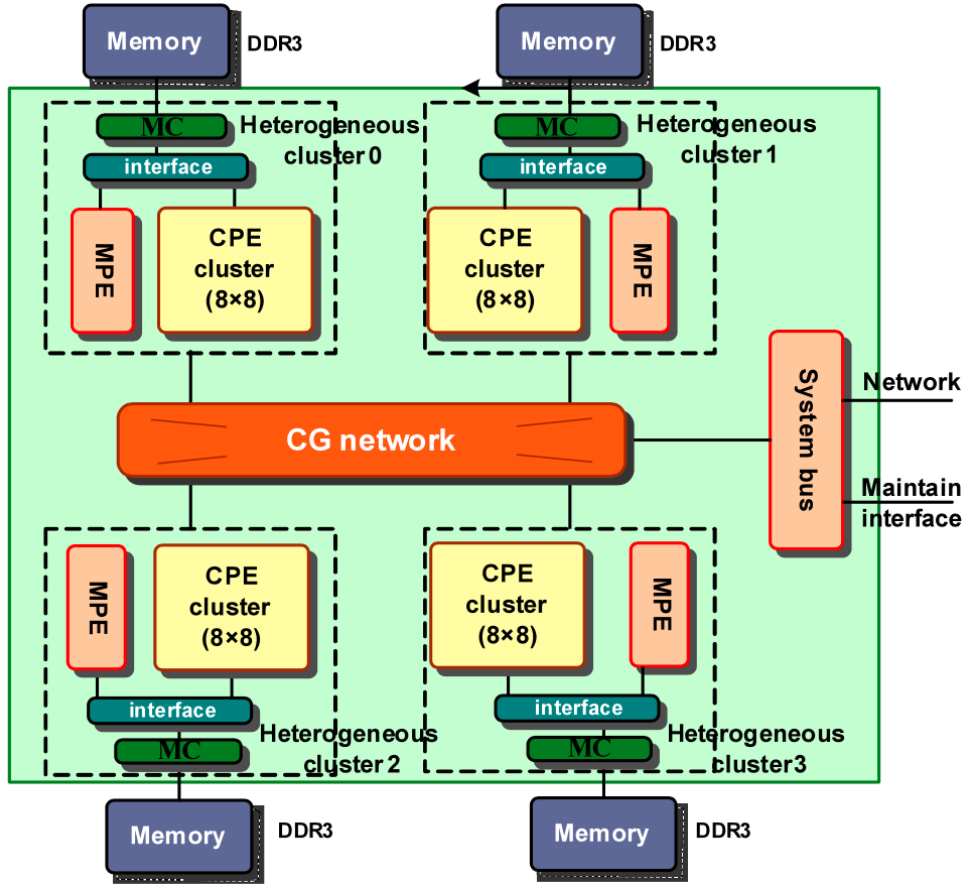 Memory
DDR3
Memory
DDR3
MC
Heterogeneous
cluster 0
interface
MPE
CPE
cluster
(8×8)
MC
Heterogeneous
cluster 1
interface
CPE
cluster
(8×8)
MPE
CG network
System bus
Network
Maintain
interface
MPE
CPE
cluster
(8×8)
interface
MC
Heterogeneous
cluster 2
CPE
cluster
(8×8)
MPE
interface
MC
Heterogeneous
cluster 3
Memory
DDR3
Memory
DDR3